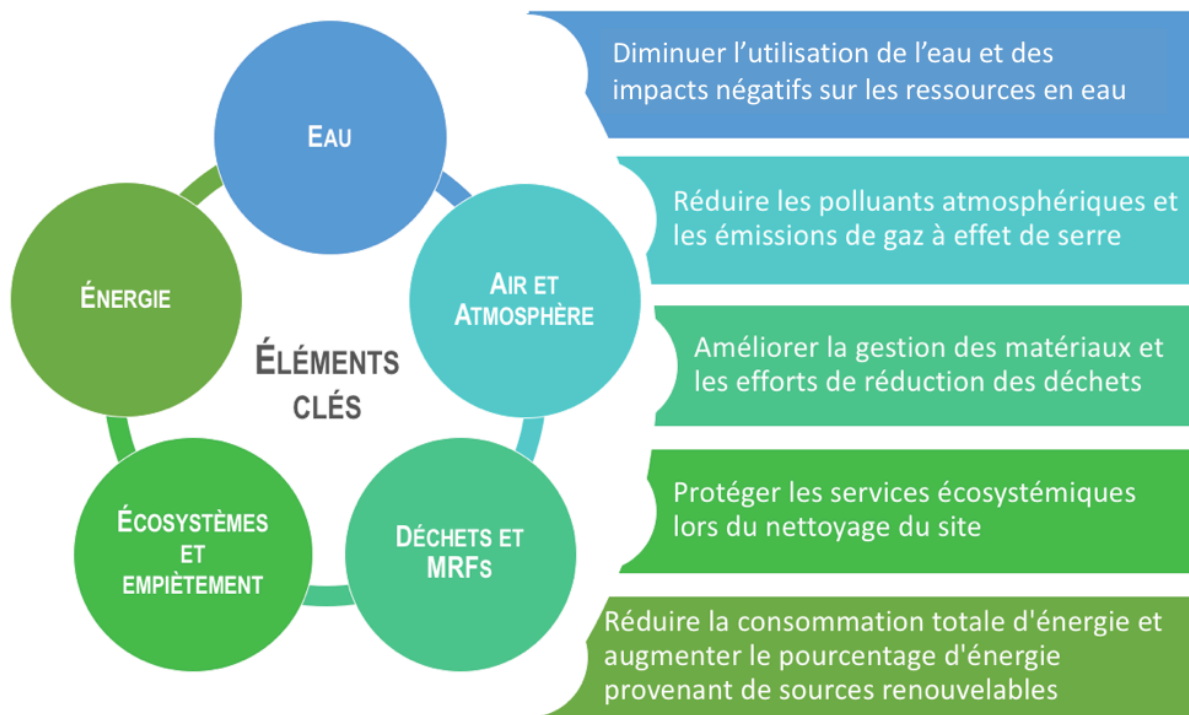 EAU
AIR ET
ATMOSPHÈRE
DÉCHETS ET
MRFs
ÉCOSYSTÈMES
ET
EMPIÈTEMENT
ÉNERGIE
ÉLÉMENTS
CLÉS
Diminuer l’utilisation de l’eau et des
impacts négatifs sur les ressources en eau
Réduire les polluants atmosphériques et
les émissions de gaz à effet de serre
Améliorer la gestion des matériaux et
les efforts de réduction des déchets
Protéger les services écosystémiques
lors du nettoyage du site
Réduire la consommation totale d'énergie et
augmenter le pourcentage d'énergie
provenant de sources renouvelables